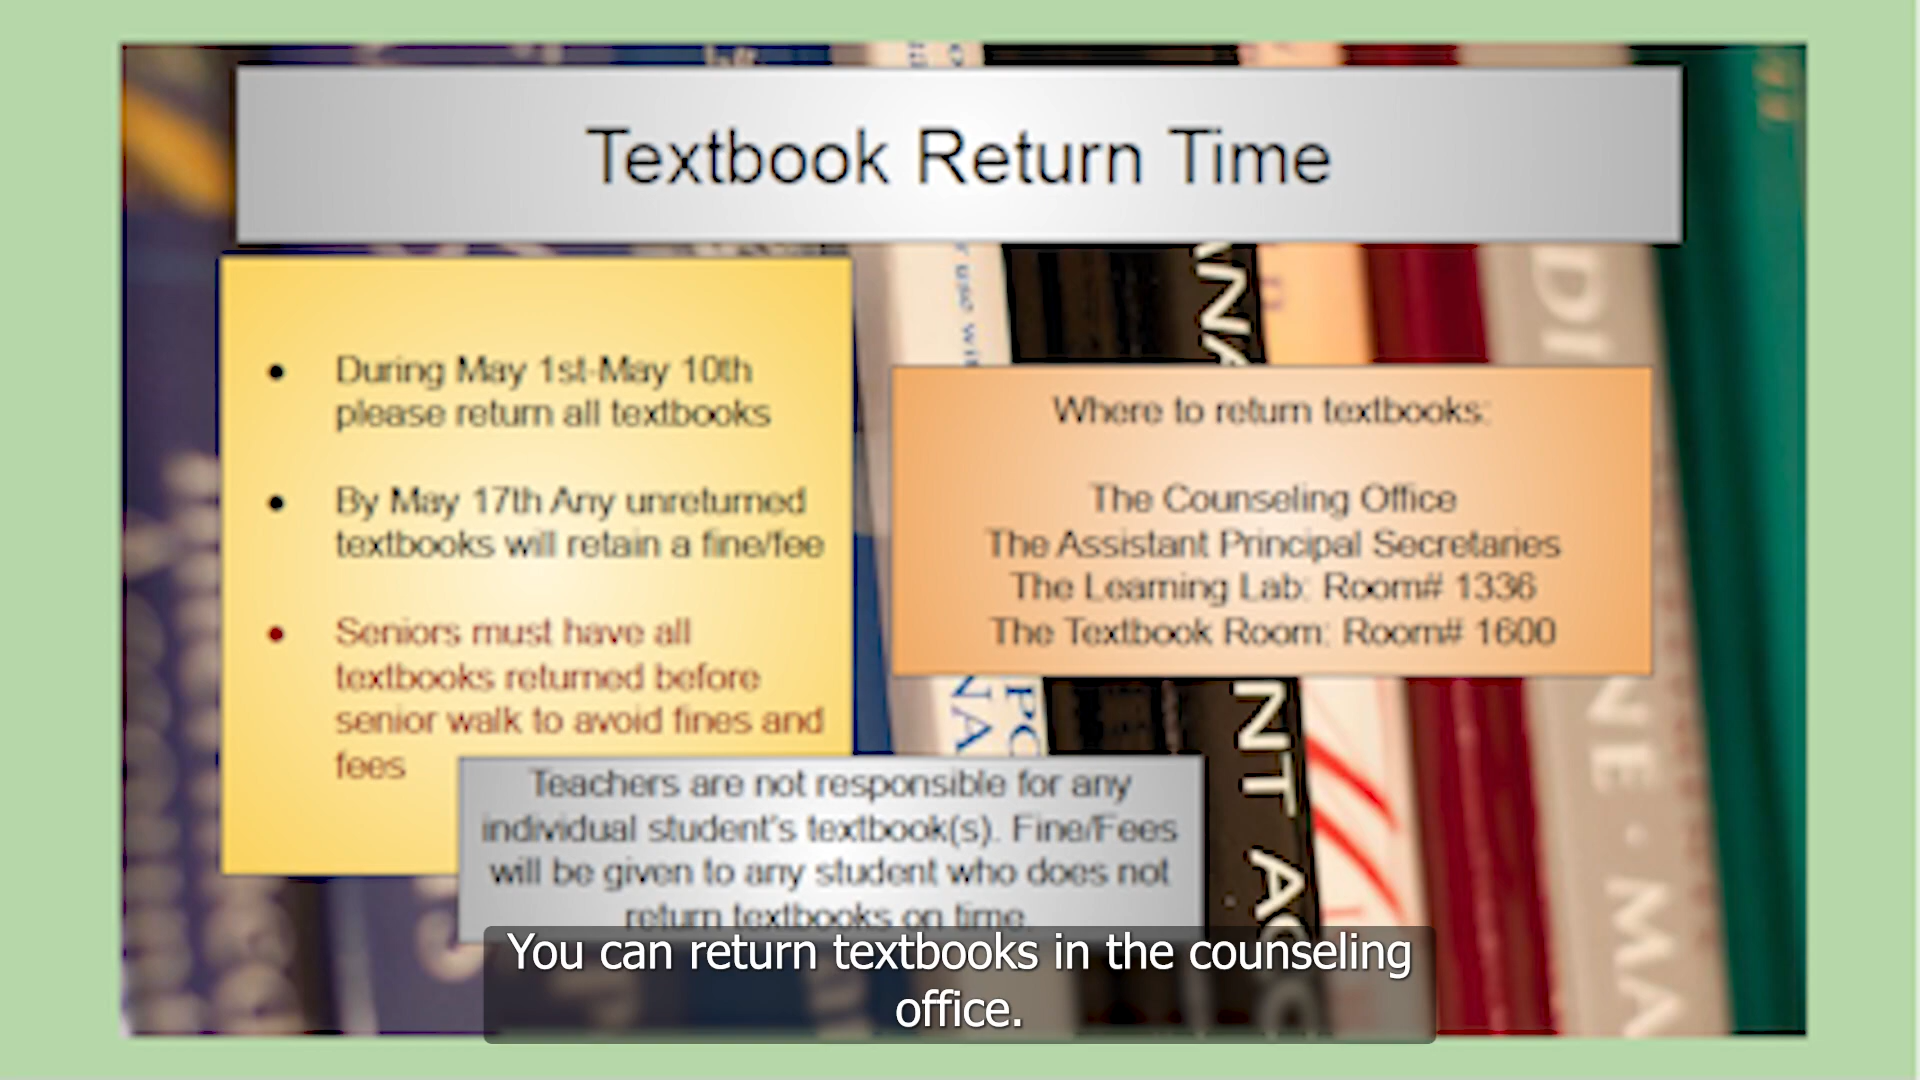 Textbook Return Time
● During May 1st-May 10th
please return all textbooks
● By May 17th Any unreturned
textbooks will retain a fine/fee
● Seniors must have all
textbooks returned before
senior walk to avoid fines and
fees
Where to return textbooks:
The Counseling Office
The Assistant Principal Secretaries
The Learning Lab: Room# 1336
The Textbook Room: Room# 1600
Teachers are not responsible for any
individual student's textbook(s). Fine/Fees
will be given to any student who does not
return textbooks on time.
You can return textbooks in the counseling
office.